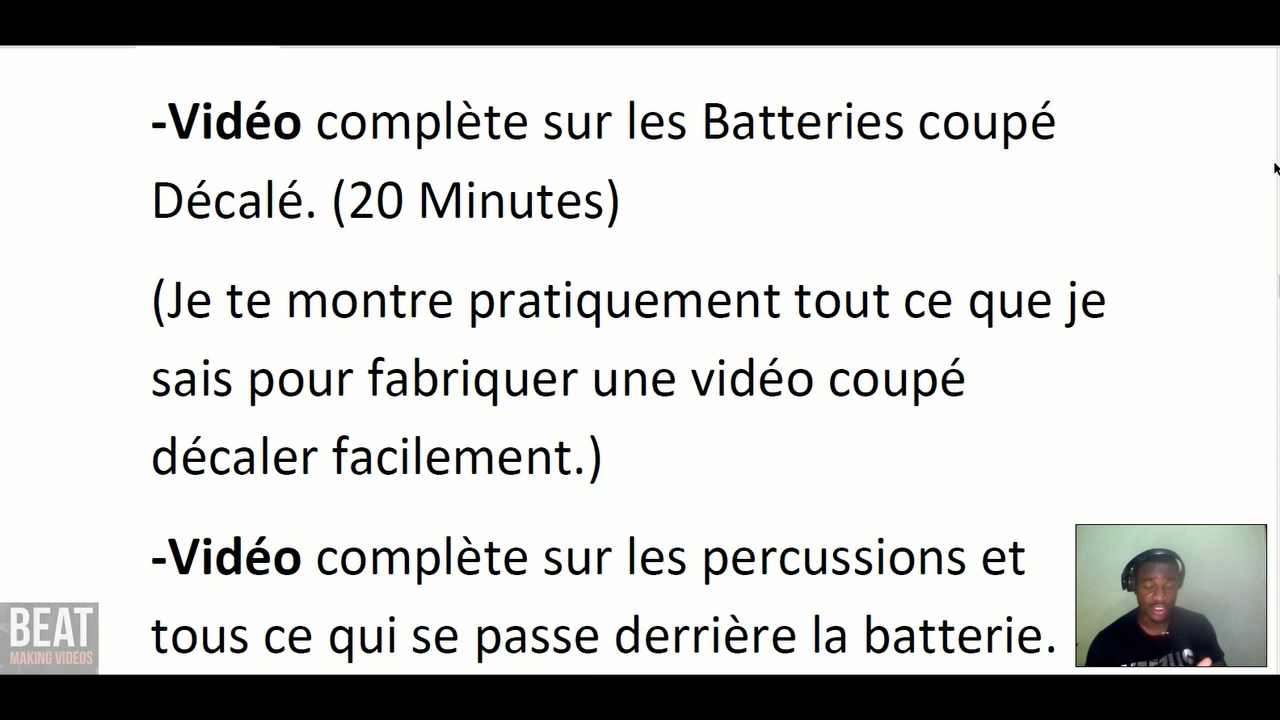 -Vidéo complète sur les Batteries coupé
Décalé. (20 Minutes)
(Je te montre pratiquement tout ce que je
sais pour fabriquer une vidéo coupé
décaler facilement.)
-Vidéo complète sur les percussions et
tous ce qui se passe derrière la batterie.
BEAT
MAKING VIDEOS